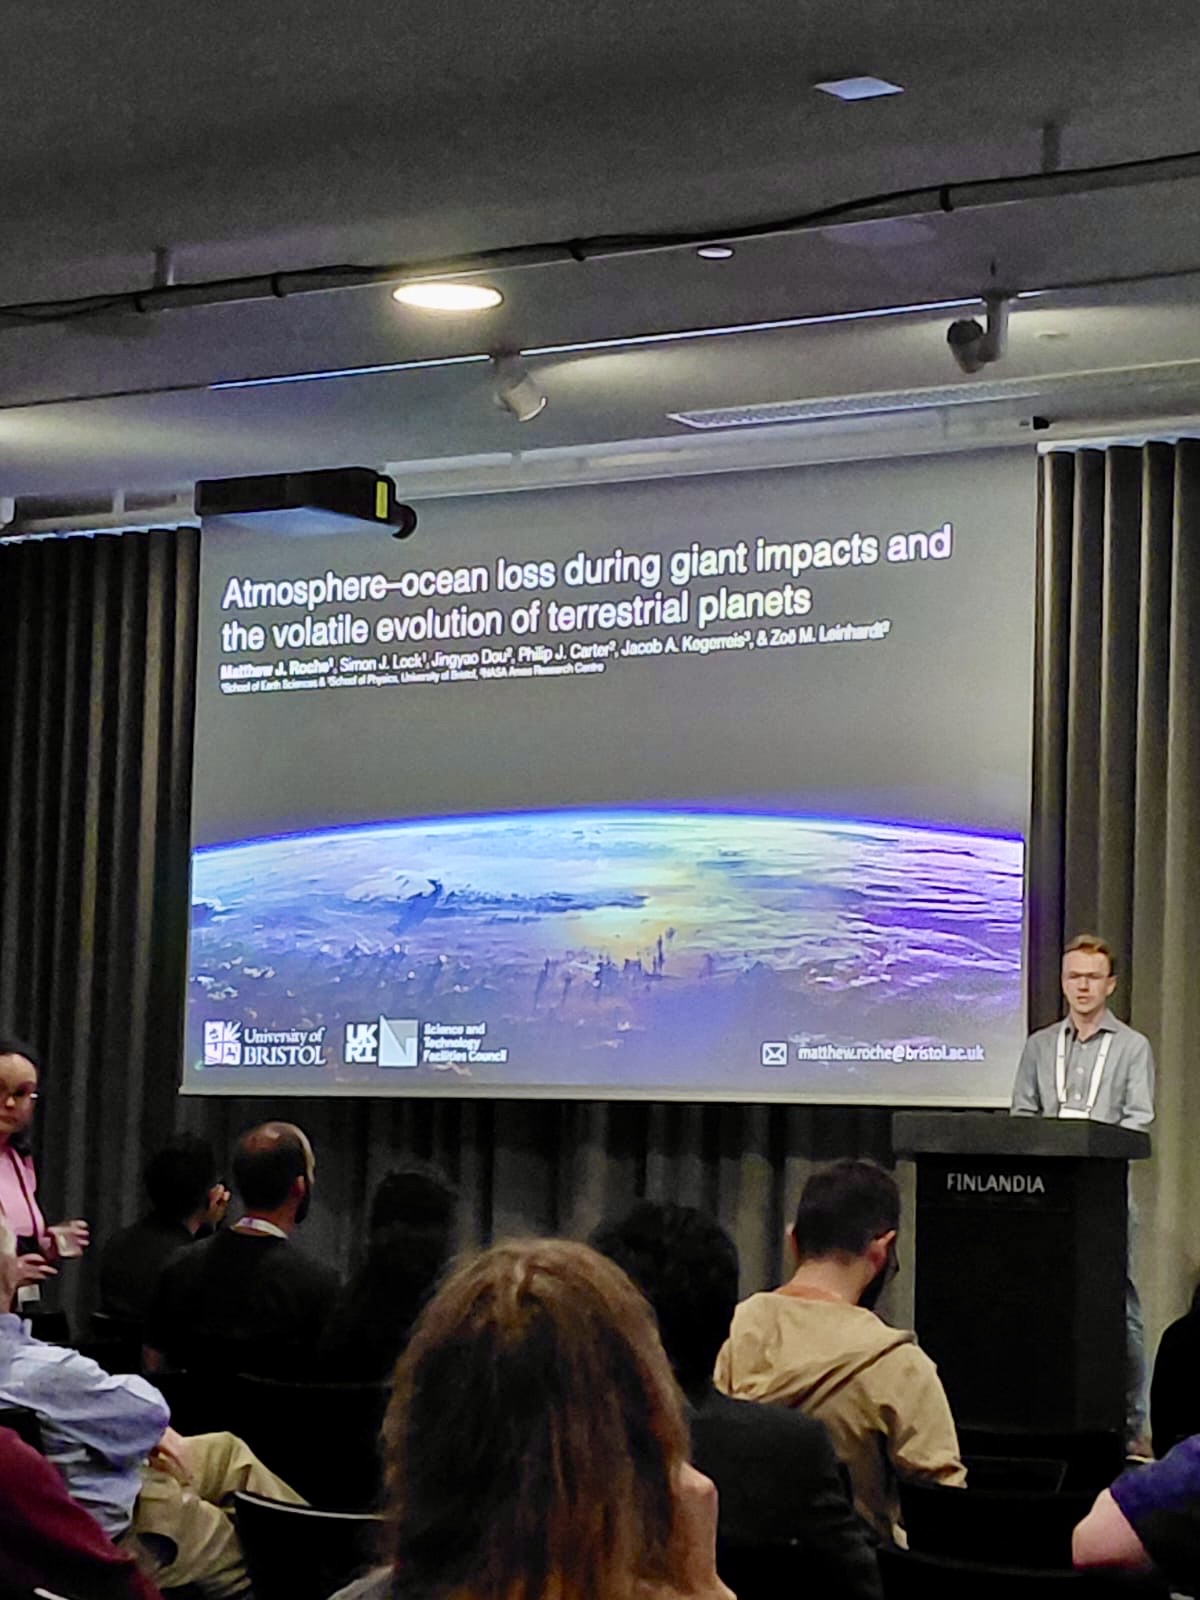 Atmosphere–ocean loss during giant impacts and
the volatile evolution of terrestrial planets
Matthew J. Roche¹, Simon J. Lock¹, Jingyao Dou², Philip J. Carter², Jacob A. Kegerreis³, & Zoë M. Leinhardt²
¹School of Earth Sciences & ²School of Physics, University of Bristol, ³NASA Ames Research Centre
University of
BRISTOL
UK
RI
Science and
Technology
Facilities Council
matthew.roche@bristol.ac.uk
FINLANDIA